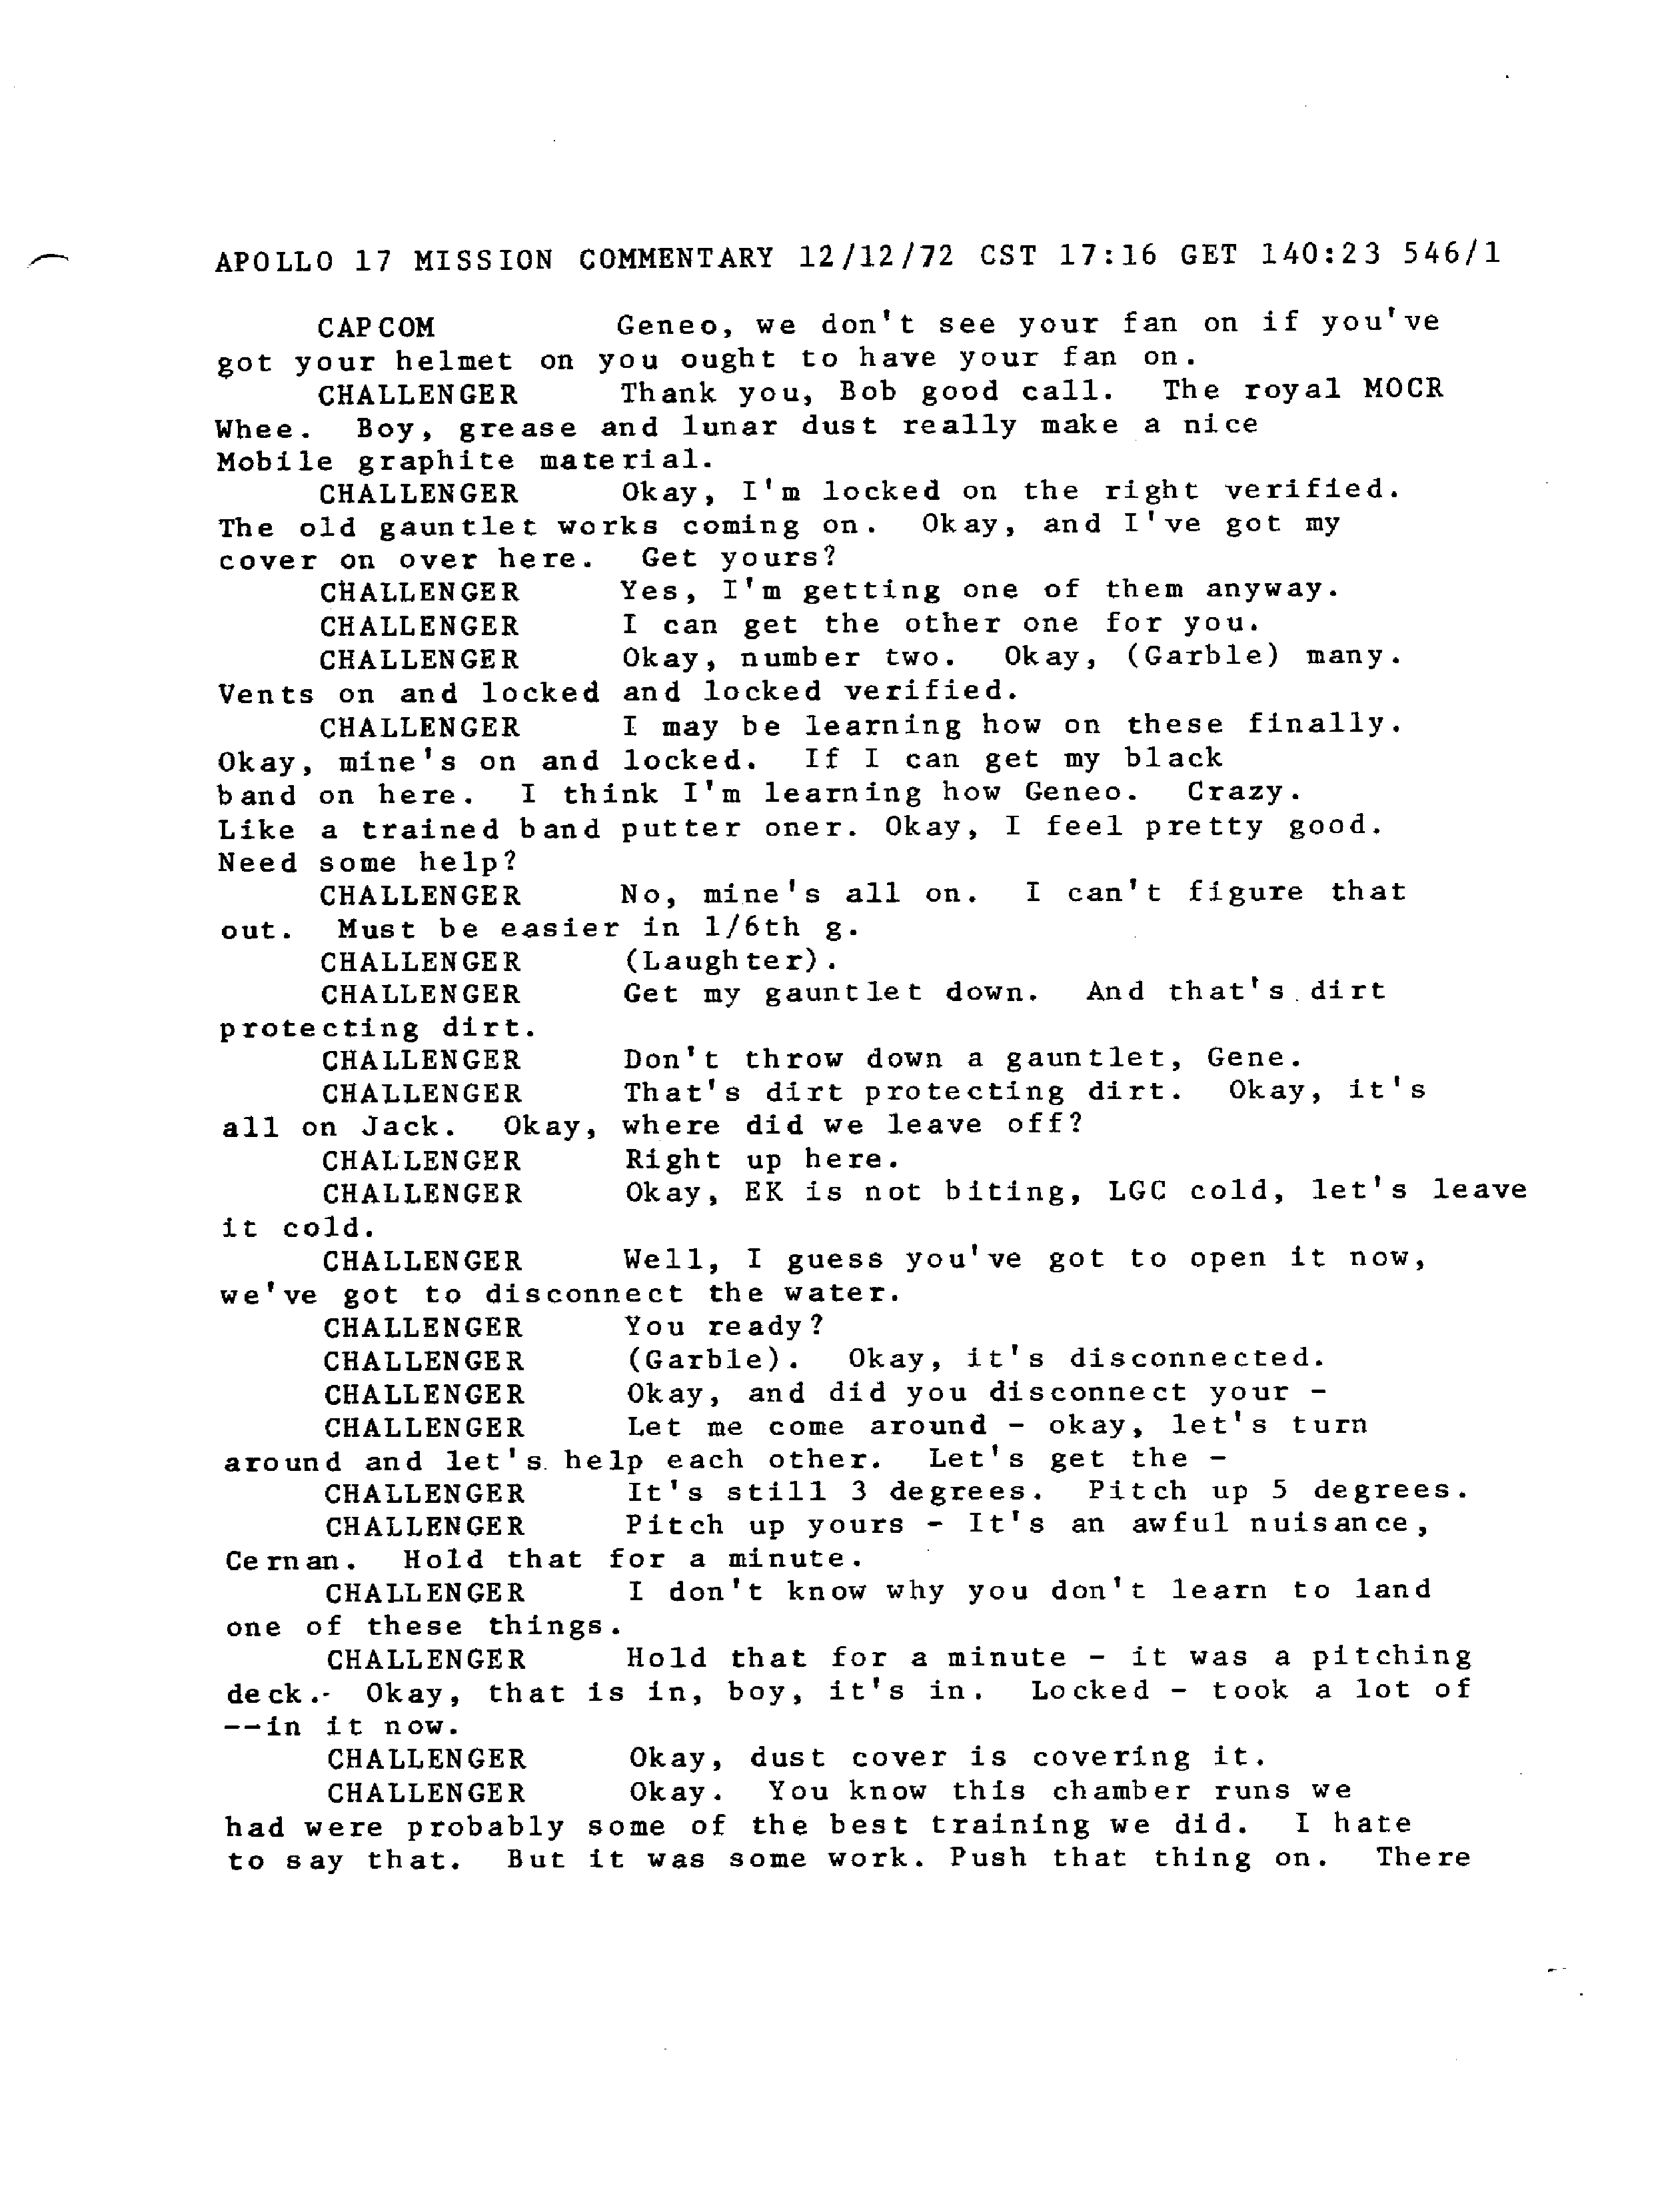 APOLLO 17 MISSION COMMENTARY 12/12/72 CST 17:16 GET 140:23 546/1
CAPCOM Geneo, we don't see your fan on if you've
got your helmet on you ought to have your fan on.
CHALLENGER Thank you, Bob good call. The royal MOCR
Whee. Boy, grease and lunar dust really make a nice
Mobile graphite material.
CHALLENGER Okay, I'm locked on the right verified.
The old gauntlet works coming on. Okay, and I've got my
cover on over here. Get yours?
CHALLENGER Yes, I'm getting one of them anyway.
CHALLENGER I can get the other one for you.
CHALLENGER Okay, number two. Okay, (Garble) many.
Vents on and locked and locked verified.
CHALLENGER I may be learning how on these finally.
Okay, mine's on and locked. If I can get my black
band on here. I think I'm learning how Geneo. Crazy.
Like a trained band putter oner. Okay, I feel pretty good.
Need some help?
CHALLENGER No, mine's all on. I can't figure that
out. Must be easier in 1/6th g.
CHALLENGER (Laughter).
CHALLENGER Get my gauntlet down. And that's dirt
protecting dirt.
CHALLENGER Don't throw down a gauntlet, Gene.
CHALLENGER That's dirt protecting dirt. Okay, it's
all on Jack. Okay, where did we leave off?
CHALLENGER Right up here.
CHALLENGER Okay, EK is not biting, LGC cold, let's leave
it cold.
CHALLENGER Well, I guess you've got to open it now,
we've got to disconnect the water.
CHALLENGER You ready?
CHALLENGER (Garble). Okay, it's disconnected.
CHALLENGER Okay, and did you disconnect your -
CHALLENGER Let me come around - okay, let's turn
around and let's help each other. Let's get the -
CHALLENGER It's still 3 degrees. Pitch up 5 degrees.
CHALLENGER Pitch up yours - It's an awful nuisance,
Cernan. Hold that for a minute.
CHALLENGER I don't know why you don't learn to land
one of these things.
CHALLENGER Hold that for a minute - it was a pitching
deck. Okay, that is in, boy, it's in. Locked - took a lot of
--in it now.
CHALLENGER Okay, dust cover is covering it.
CHALLENGER Okay. You know this chamber runs we
had were probably some of the best training we did. I hate
to say that. But it was some work. Push that thing on. There